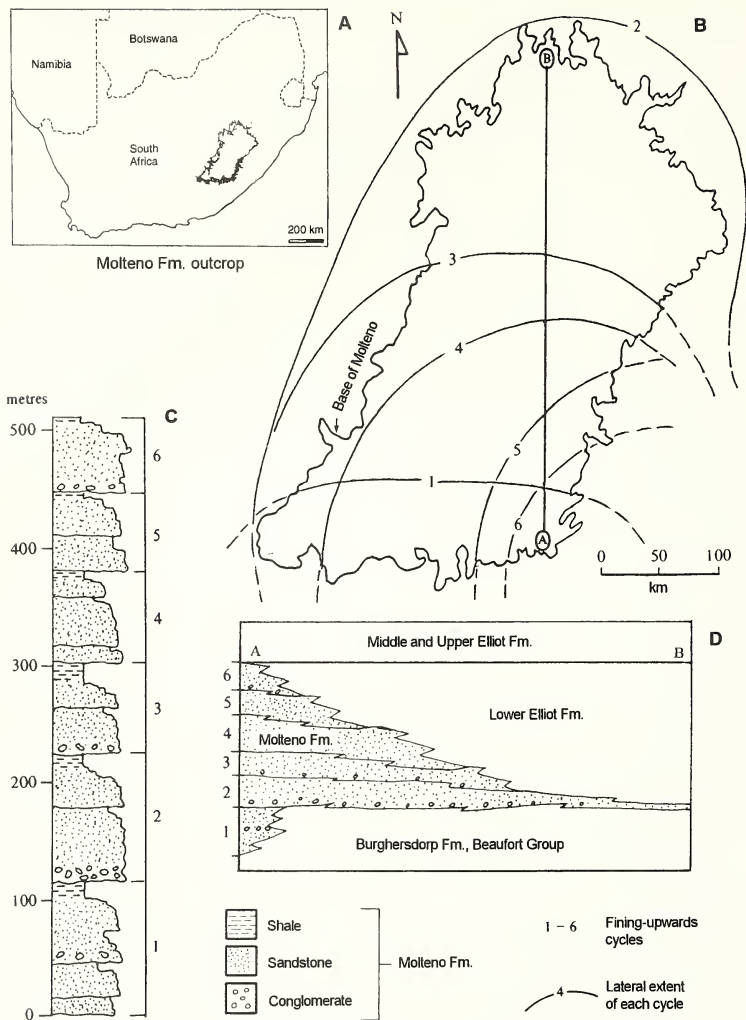 A
Botswana
Namibia
South
Africa
200 km
Molteno Fm. outcrop
N
B
2
B
3
4
Base of Molteno
5
1
6
A
0 50 100
km
metres
C
500
6
5
400
4
300
3
200
2
100
1
0
D
Middle and Upper Elliot Fm.
A B
6
5
4
3
2
1
Lower Elliot Fm.
Molteno Fm.
Burghersdorp Fm., Beaufort Group
Shale
Sandstone
Conglomerate
Molteno Fm.
1 – 6 Fining-upwards
cycles
4 Lateral extent
of each cycle